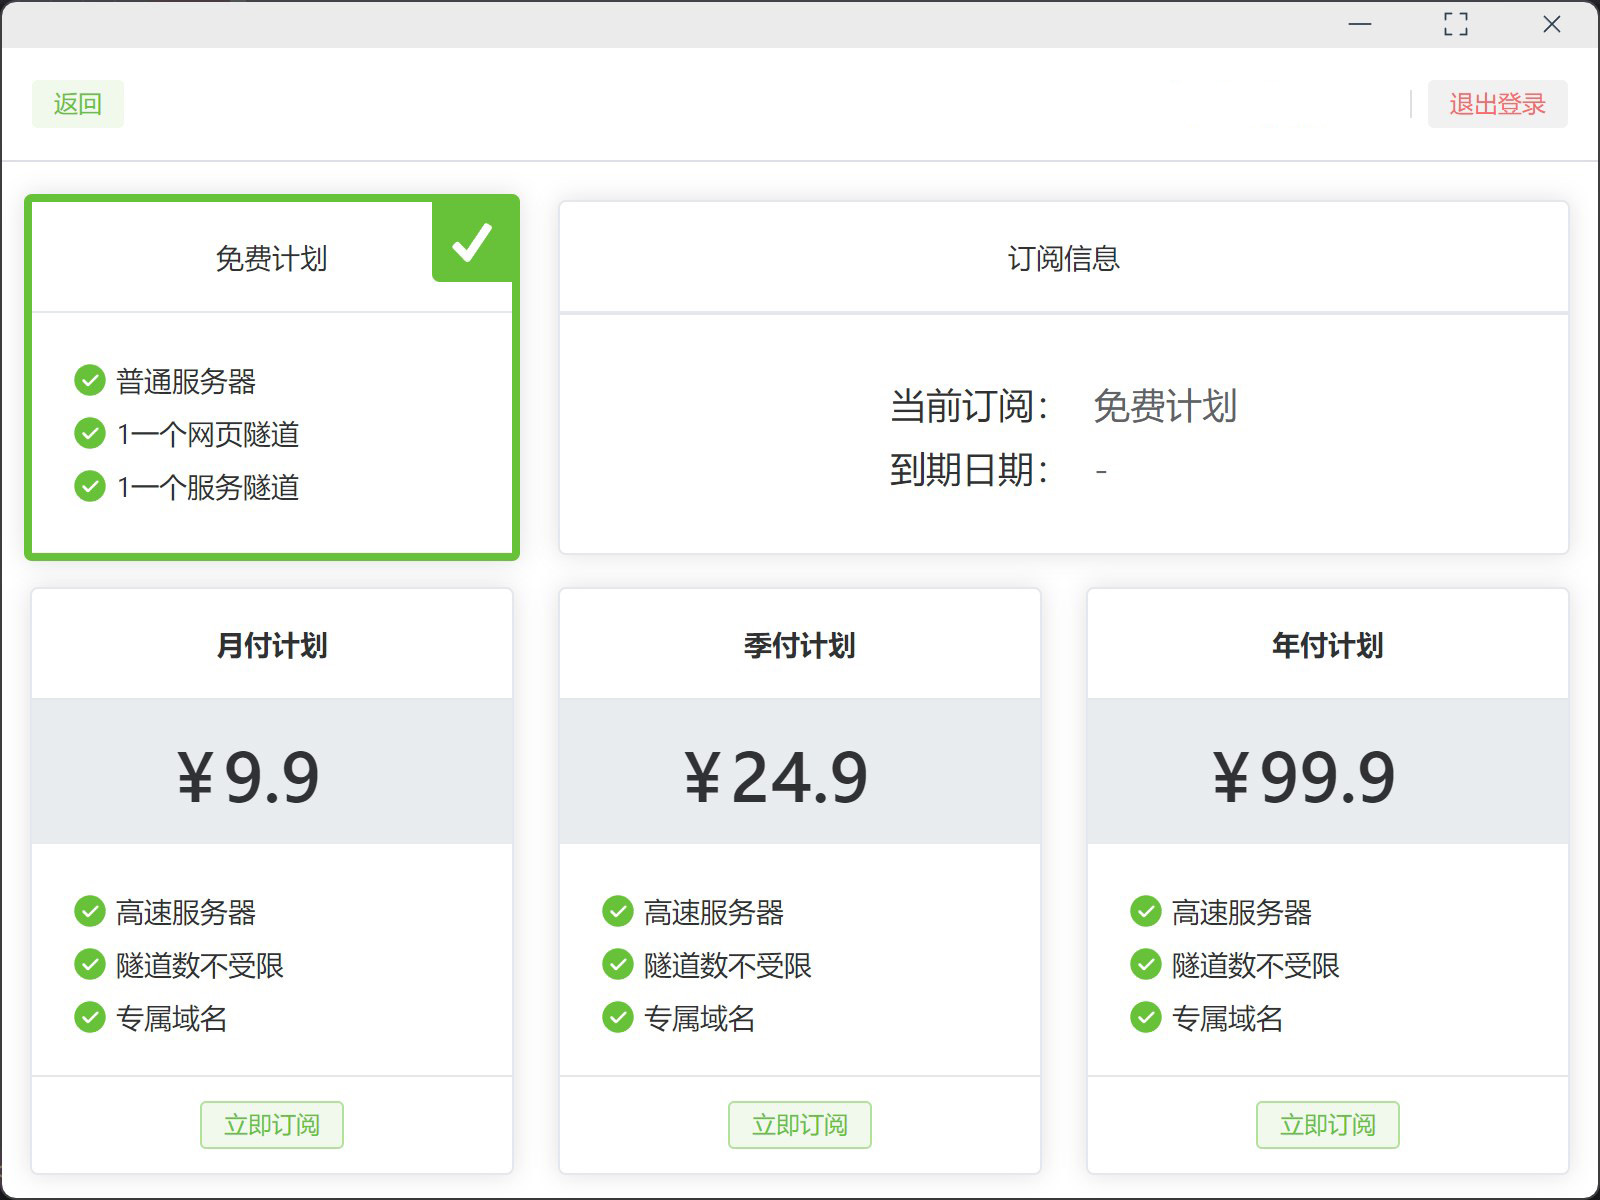 返回
退出登录
免费计划
普通服务器
1一个网页隧道
1一个服务隧道
订阅信息
当前订阅： 免费计划
到期日期： -
月付计划
¥9.9
高速服务器
隧道数不受限
专属域名
立即订阅
季付计划
¥24.9
高速服务器
隧道数不受限
专属域名
立即订阅
年付计划
¥99.9
高速服务器
隧道数不受限
专属域名
立即订阅